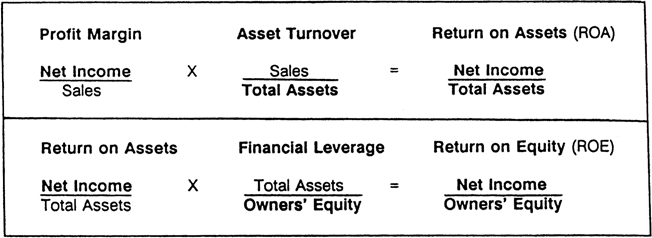 Profit Margin Asset Turnover Return on Assets (ROA)
Net Income X Sales = Net Income
Sales Total Assets Total Assets
Return on Assets Financial Leverage Return on Equity (ROE)
Net Income X Total Assets = Net Income
Total Assets Owners' Equity Owners' Equity